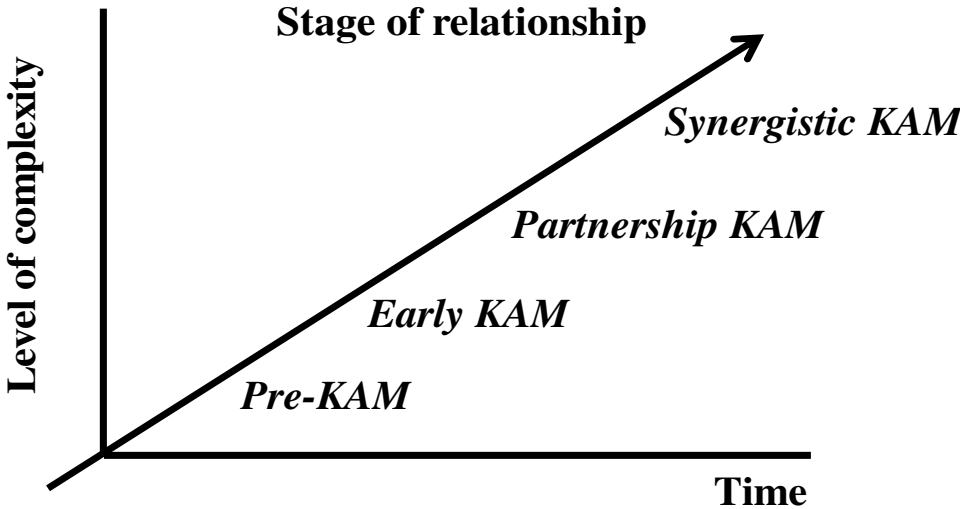 Stage of relationship
Level of complexity
Synergistic KAM
Partnership KAM
Early KAM
Pre-KAM
Time